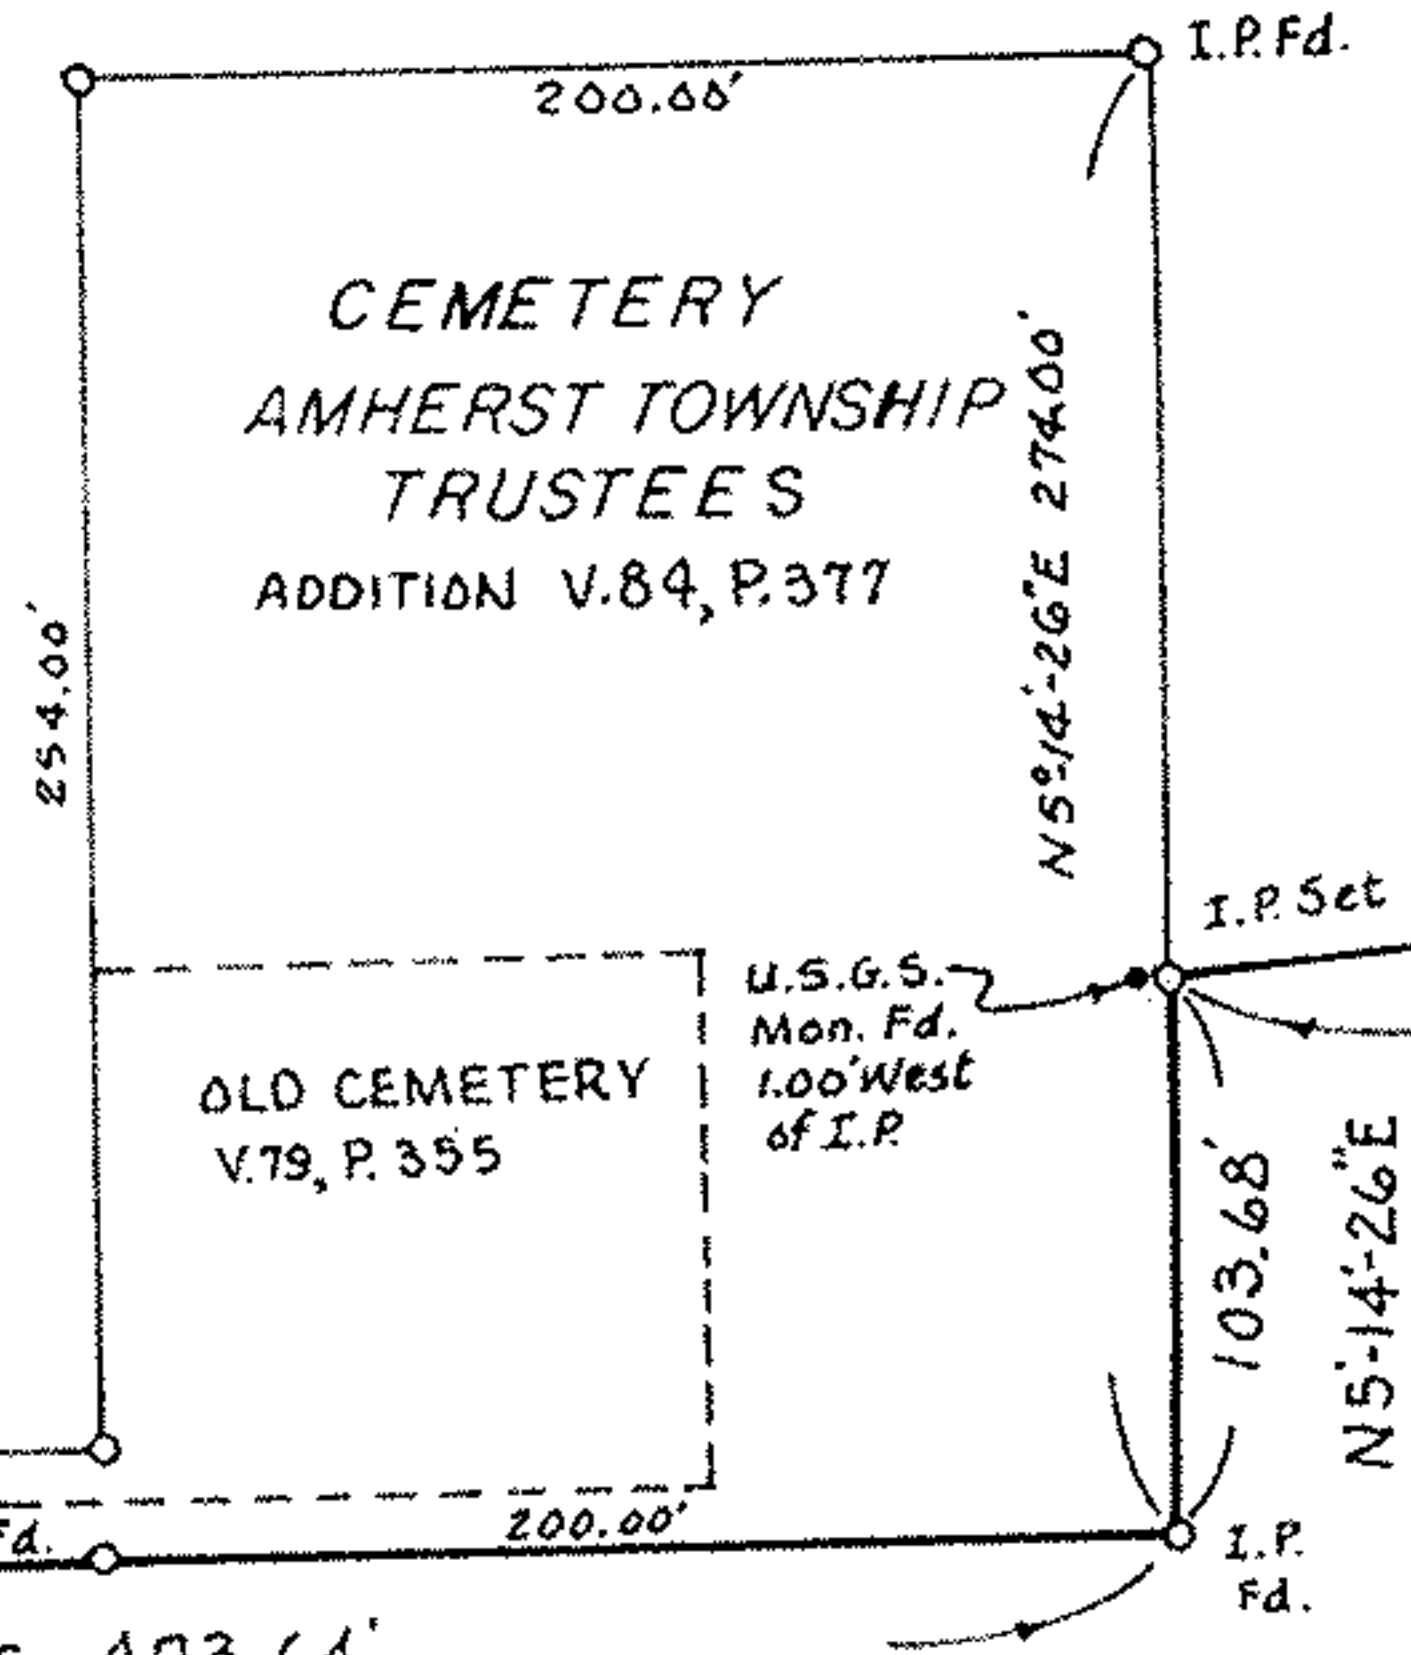 I.P. Fd.
200.00'
CEMETERY
AMHERST TOWNSHIP
TRUSTEES
ADDITION V.84, P.377
N5°-14'-26"E 274.00'
254.00'
I.P. Set
U.S.G.S.
Mon. Fd.
1.00' West
of I.P.
OLD CEMETERY
V.79, P. 355
103.68'
N5'-14'-26"E
200.00'
Fd.
I.P.
Fd.